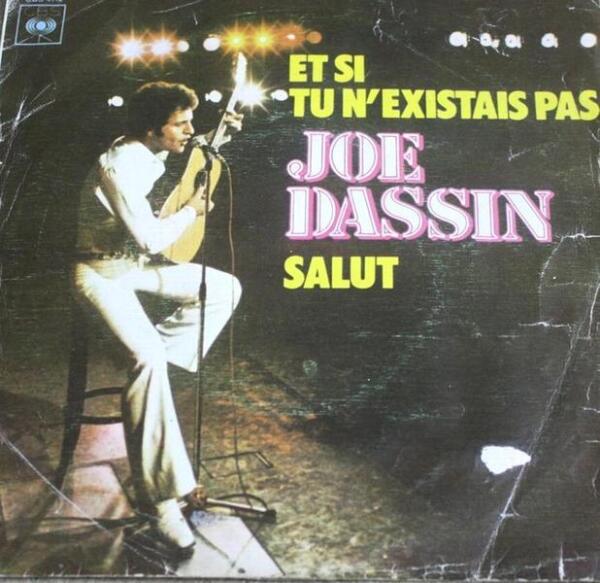 ET SI
TU N'EXISTAIS PAS
JOE
DASSIN
SALUT